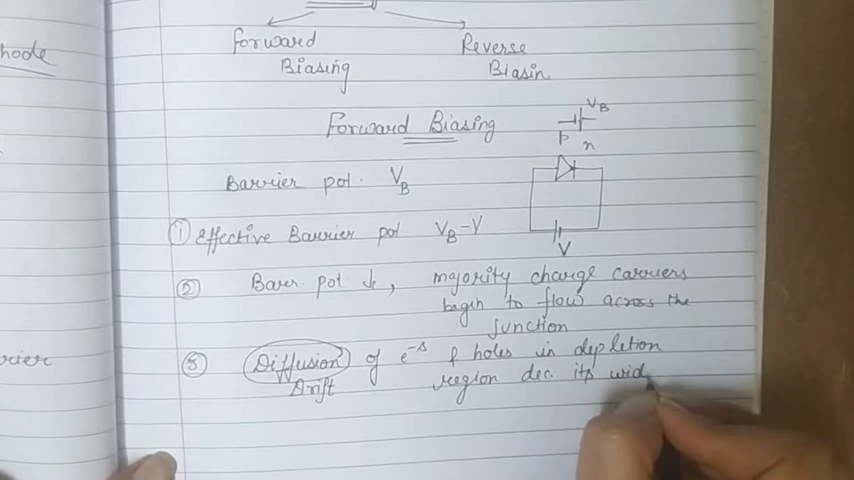 hode
Forward Reverse
Biasing Biasin
Forward Biasing
V_B
p n
Barrier pot. V_B
① Effective Barrier pot V_B-V
V
② Barr. pot ↓, majority charge carriers
begin to flow across the
junction
③ Diffusion of e⁻s & holes in depletion
Drift region dec. its wid
rrier